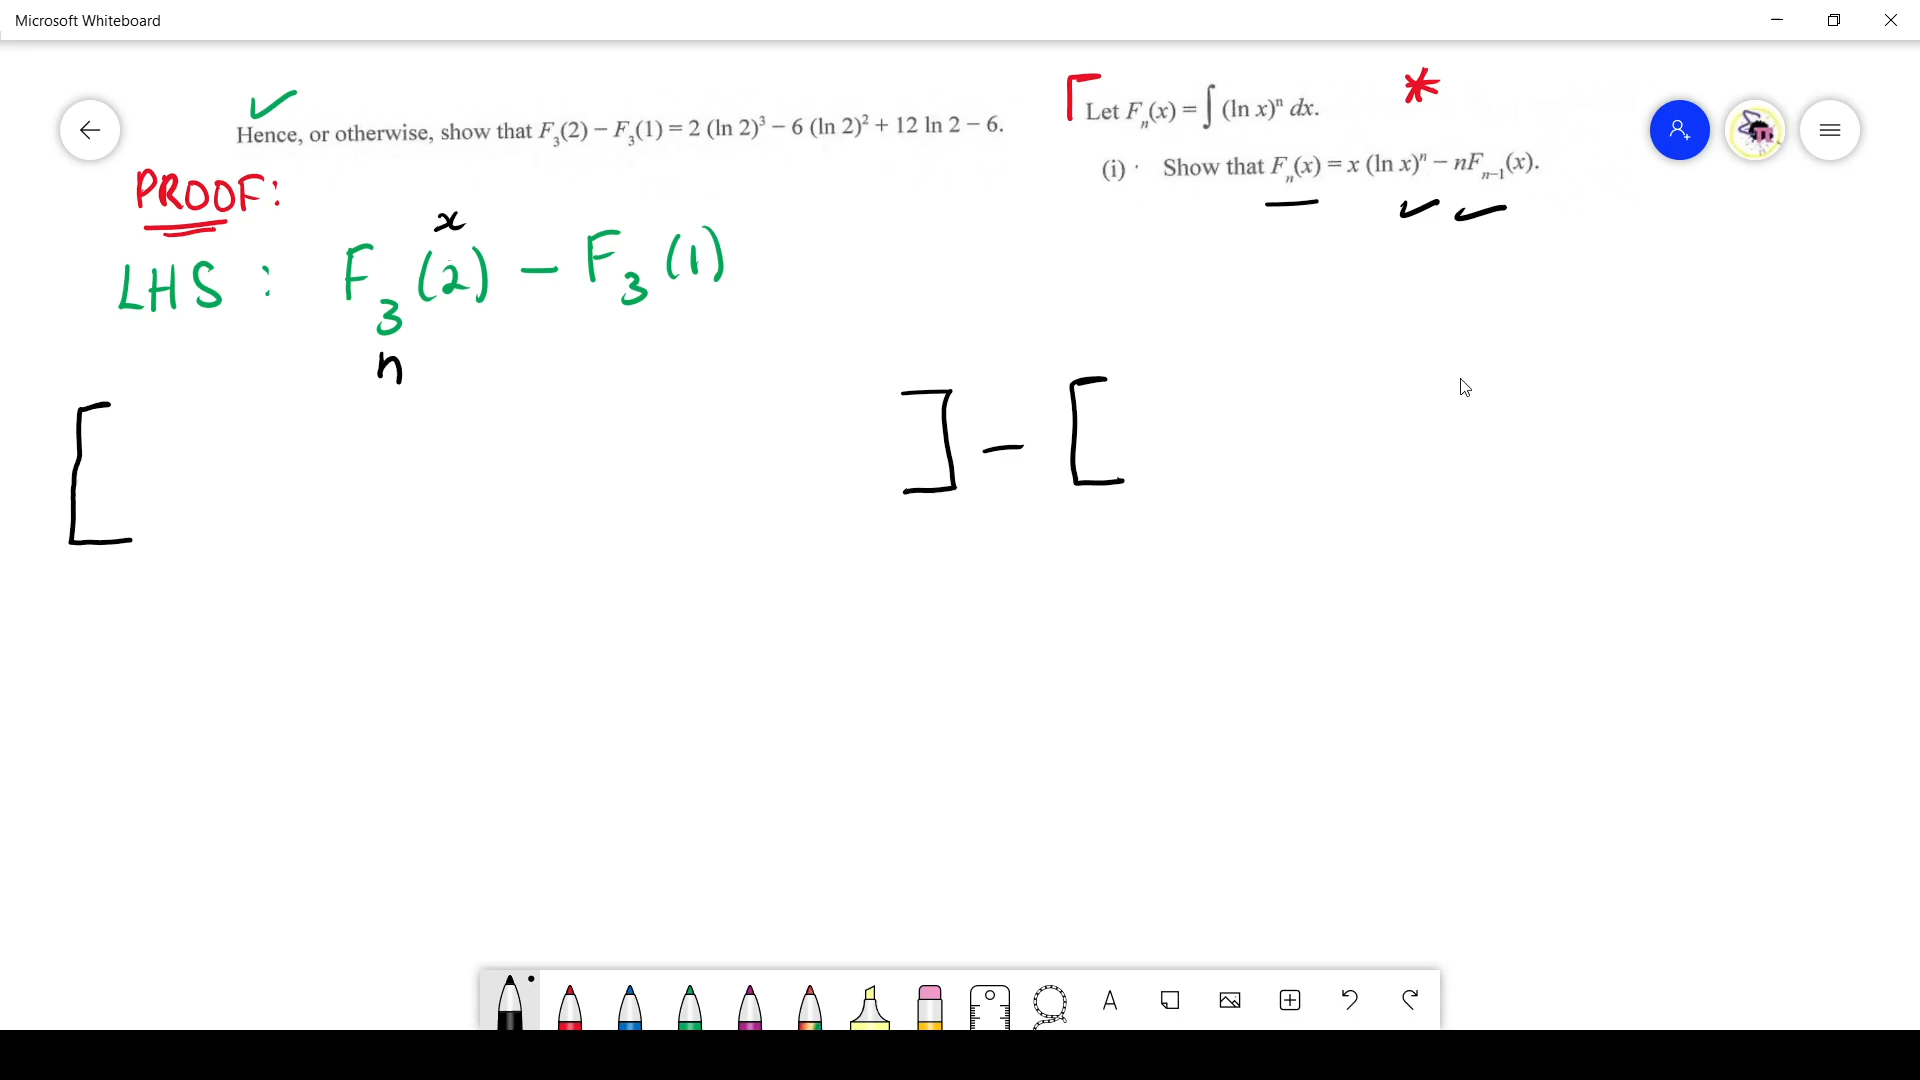 Microsoft Whiteboard
Hence, or otherwise, show that F₃(2) − F₃(1) = 2 (ln 2)³ − 6 (ln 2)² + 12 ln 2 − 6.
Let Fₙ(x) = ∫ (ln x)ⁿ dx. *
(i) · Show that Fₙ(x) = x (ln x)ⁿ − nFₙ₋₁(x).
PROOF:
x
LHS : F₃ (2) − F₃ (1)
n
[ ] − [
A